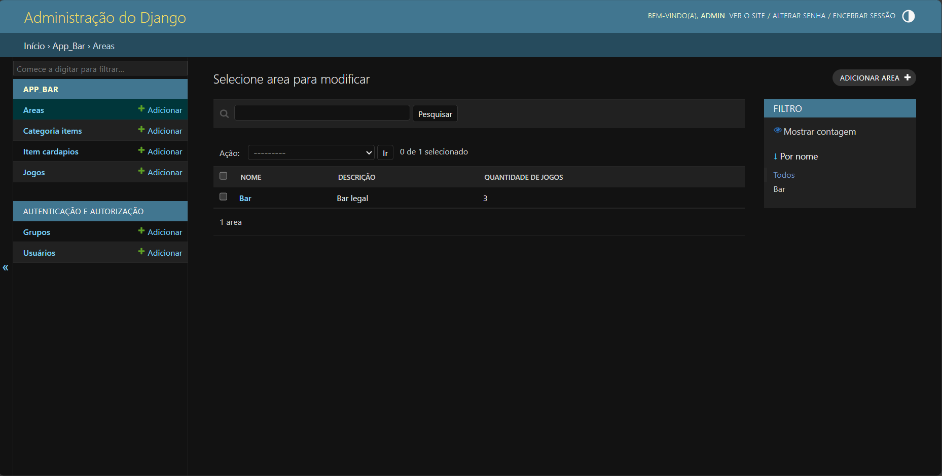 Administração do Django
BEM-VINDO(A), ADMIN. VER O SITE / ALTERAR SENHA / ENCERRAR SESSÃO
Início › App_Bar › Areas
Comece a digitar para filtrar…
APP_BAR
Areas + Adicionar
Categoria items + Adicionar
Item cardapios + Adicionar
Jogos + Adicionar
AUTENTICAÇÃO E AUTORIZAÇÃO
Grupos + Adicionar
Usuários + Adicionar
«
Selecione area para modificar
ADICIONAR AREA +
Pesquisar
Ação: --------- Ir 0 de 1 selecionado
NOME DESCRIÇÃO QUANTIDADE DE JOGOS
Bar Bar legal 3
1 area
FILTRO
Mostrar contagem
↓ Por nome
Todos
Bar